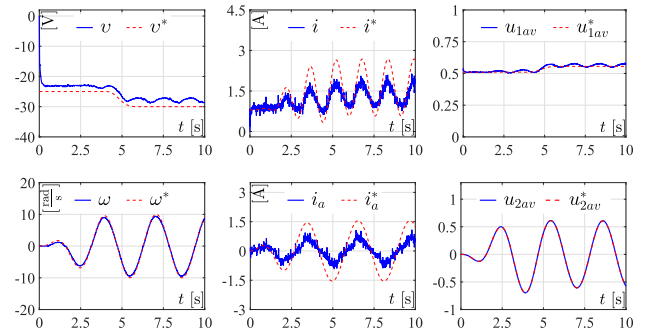 [V]
v
v*
0
-10
-20
-30
-40
0
2.5
5
7.5
10
t [s]
[A]
i
i*
4.5
3
1.5
0
0
2.5
5
7.5
10
t [s]
u1av
u*1av
1
0.75
0.5
0.25
0
0
2.5
5
7.5
10
t [s]
[rad/s]
ω
ω*
20
10
0
-10
-20
0
2.5
5
7.5
10
t [s]
[A]
ia
i*a
3
1.5
0
-1.5
-3
0
2.5
5
7.5
10
t [s]
u2av
u*2av
1
0.5
0
-0.5
-1
0
2.5
5
7.5
10
t [s]